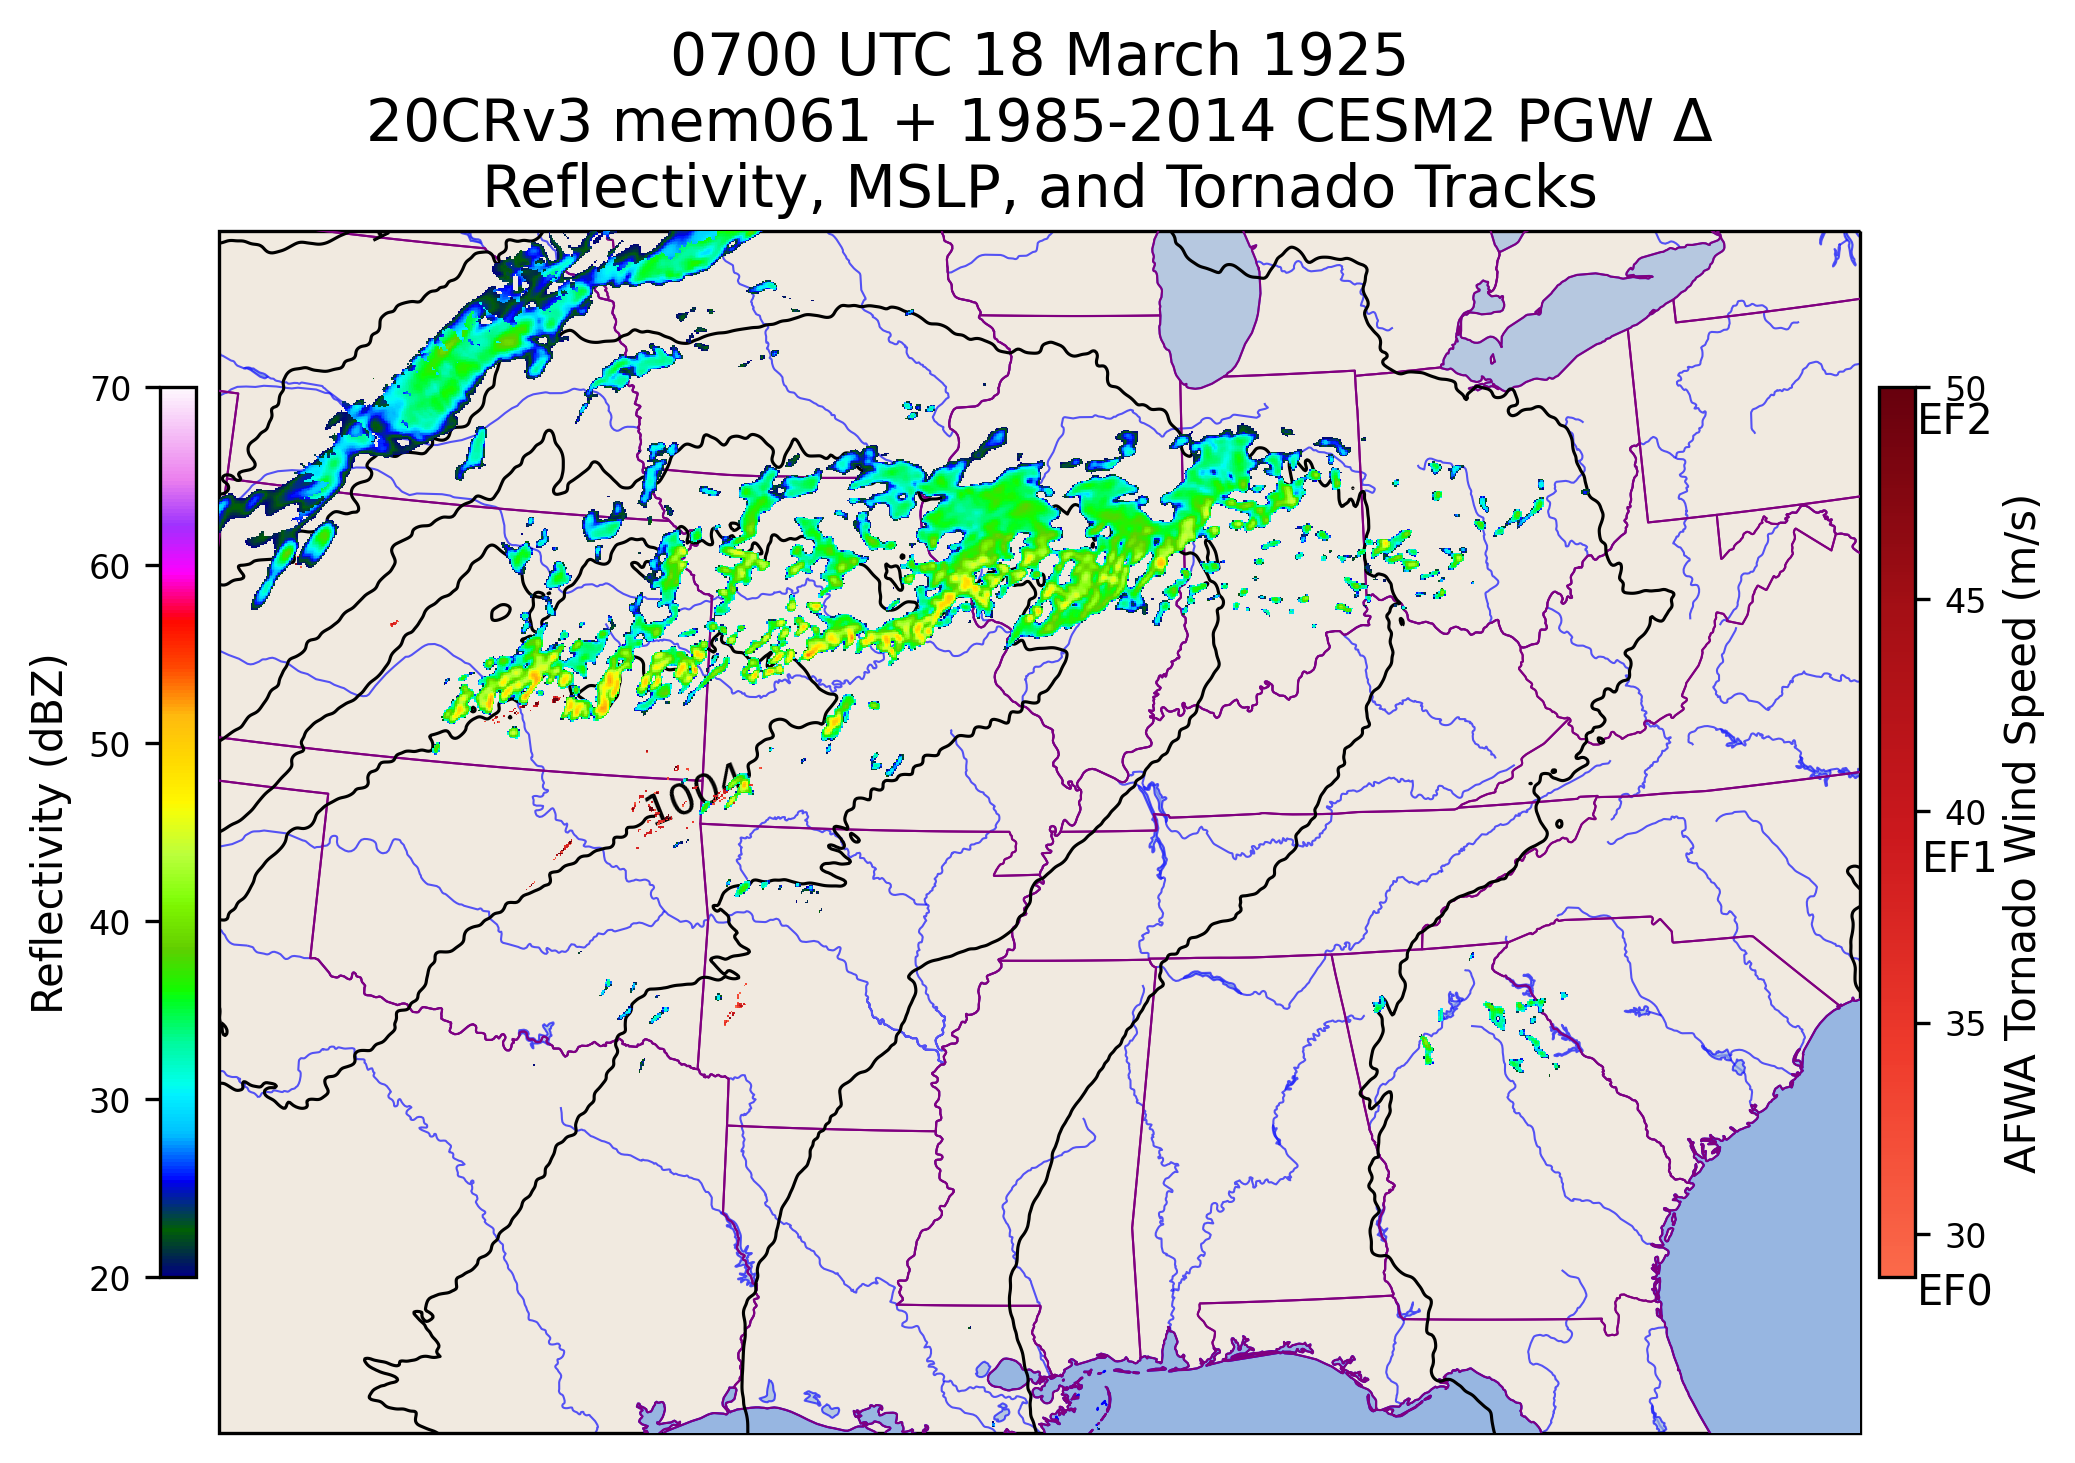 0700 UTC 18 March 1925
20CRv3 mem061 + 1985-2014 CESM2 PGW Δ
Reflectivity, MSLP, and Tornado Tracks
70
60
50
40
30
20
Reflectivity (dBZ)
1004
50
EF2
45
40
EF1
35
30
EF0
AFWA Tornado Wind Speed (m/s)